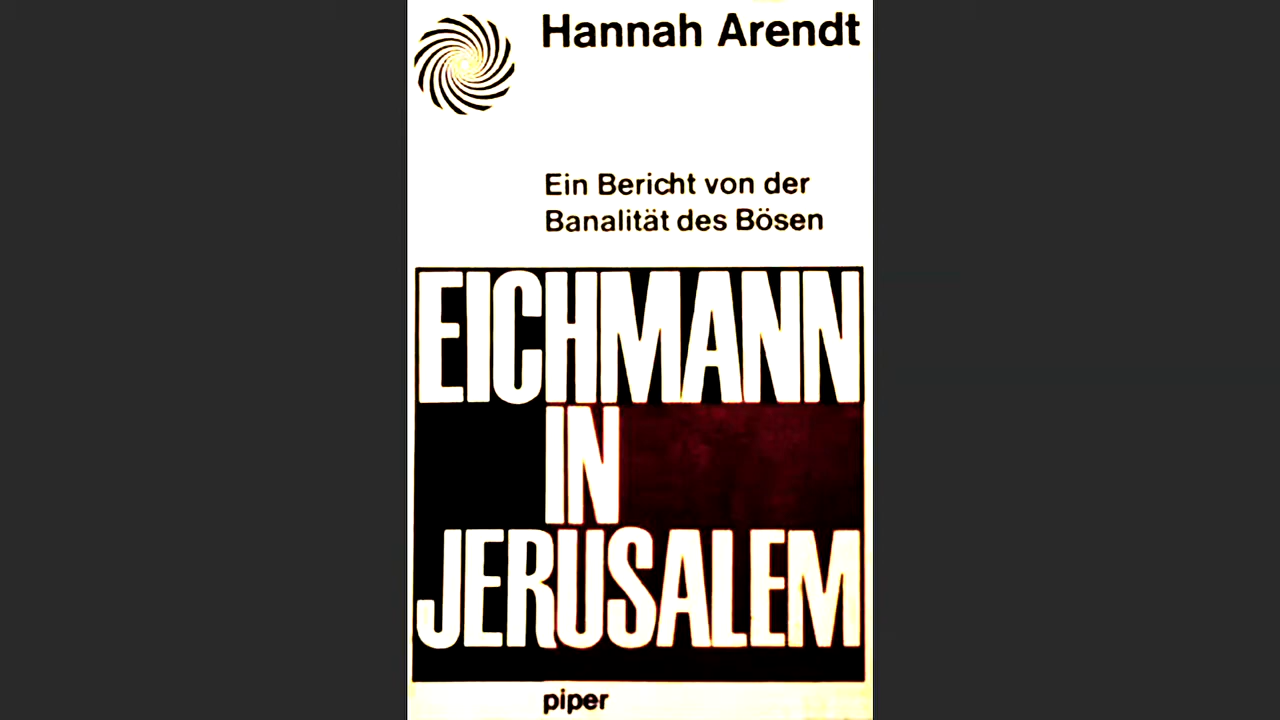 Hannah Arendt
Ein Bericht von der
Banalität des Bösen
EICHMANN
IN
JERUSALEM
piper